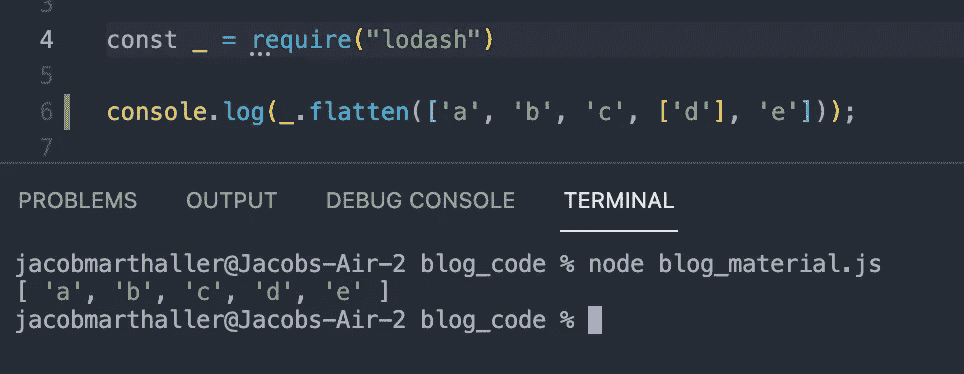 3
4 const _ = require("lodash")
5
6 console.log(_.flatten(['a', 'b', 'c', ['d'], 'e']));
7
PROBLEMS OUTPUT DEBUG CONSOLE TERMINAL
jacobmarthaller@Jacobs-Air-2 blog_code % node blog_material.js
[ 'a', 'b', 'c', 'd', 'e' ]
jacobmarthaller@Jacobs-Air-2 blog_code %